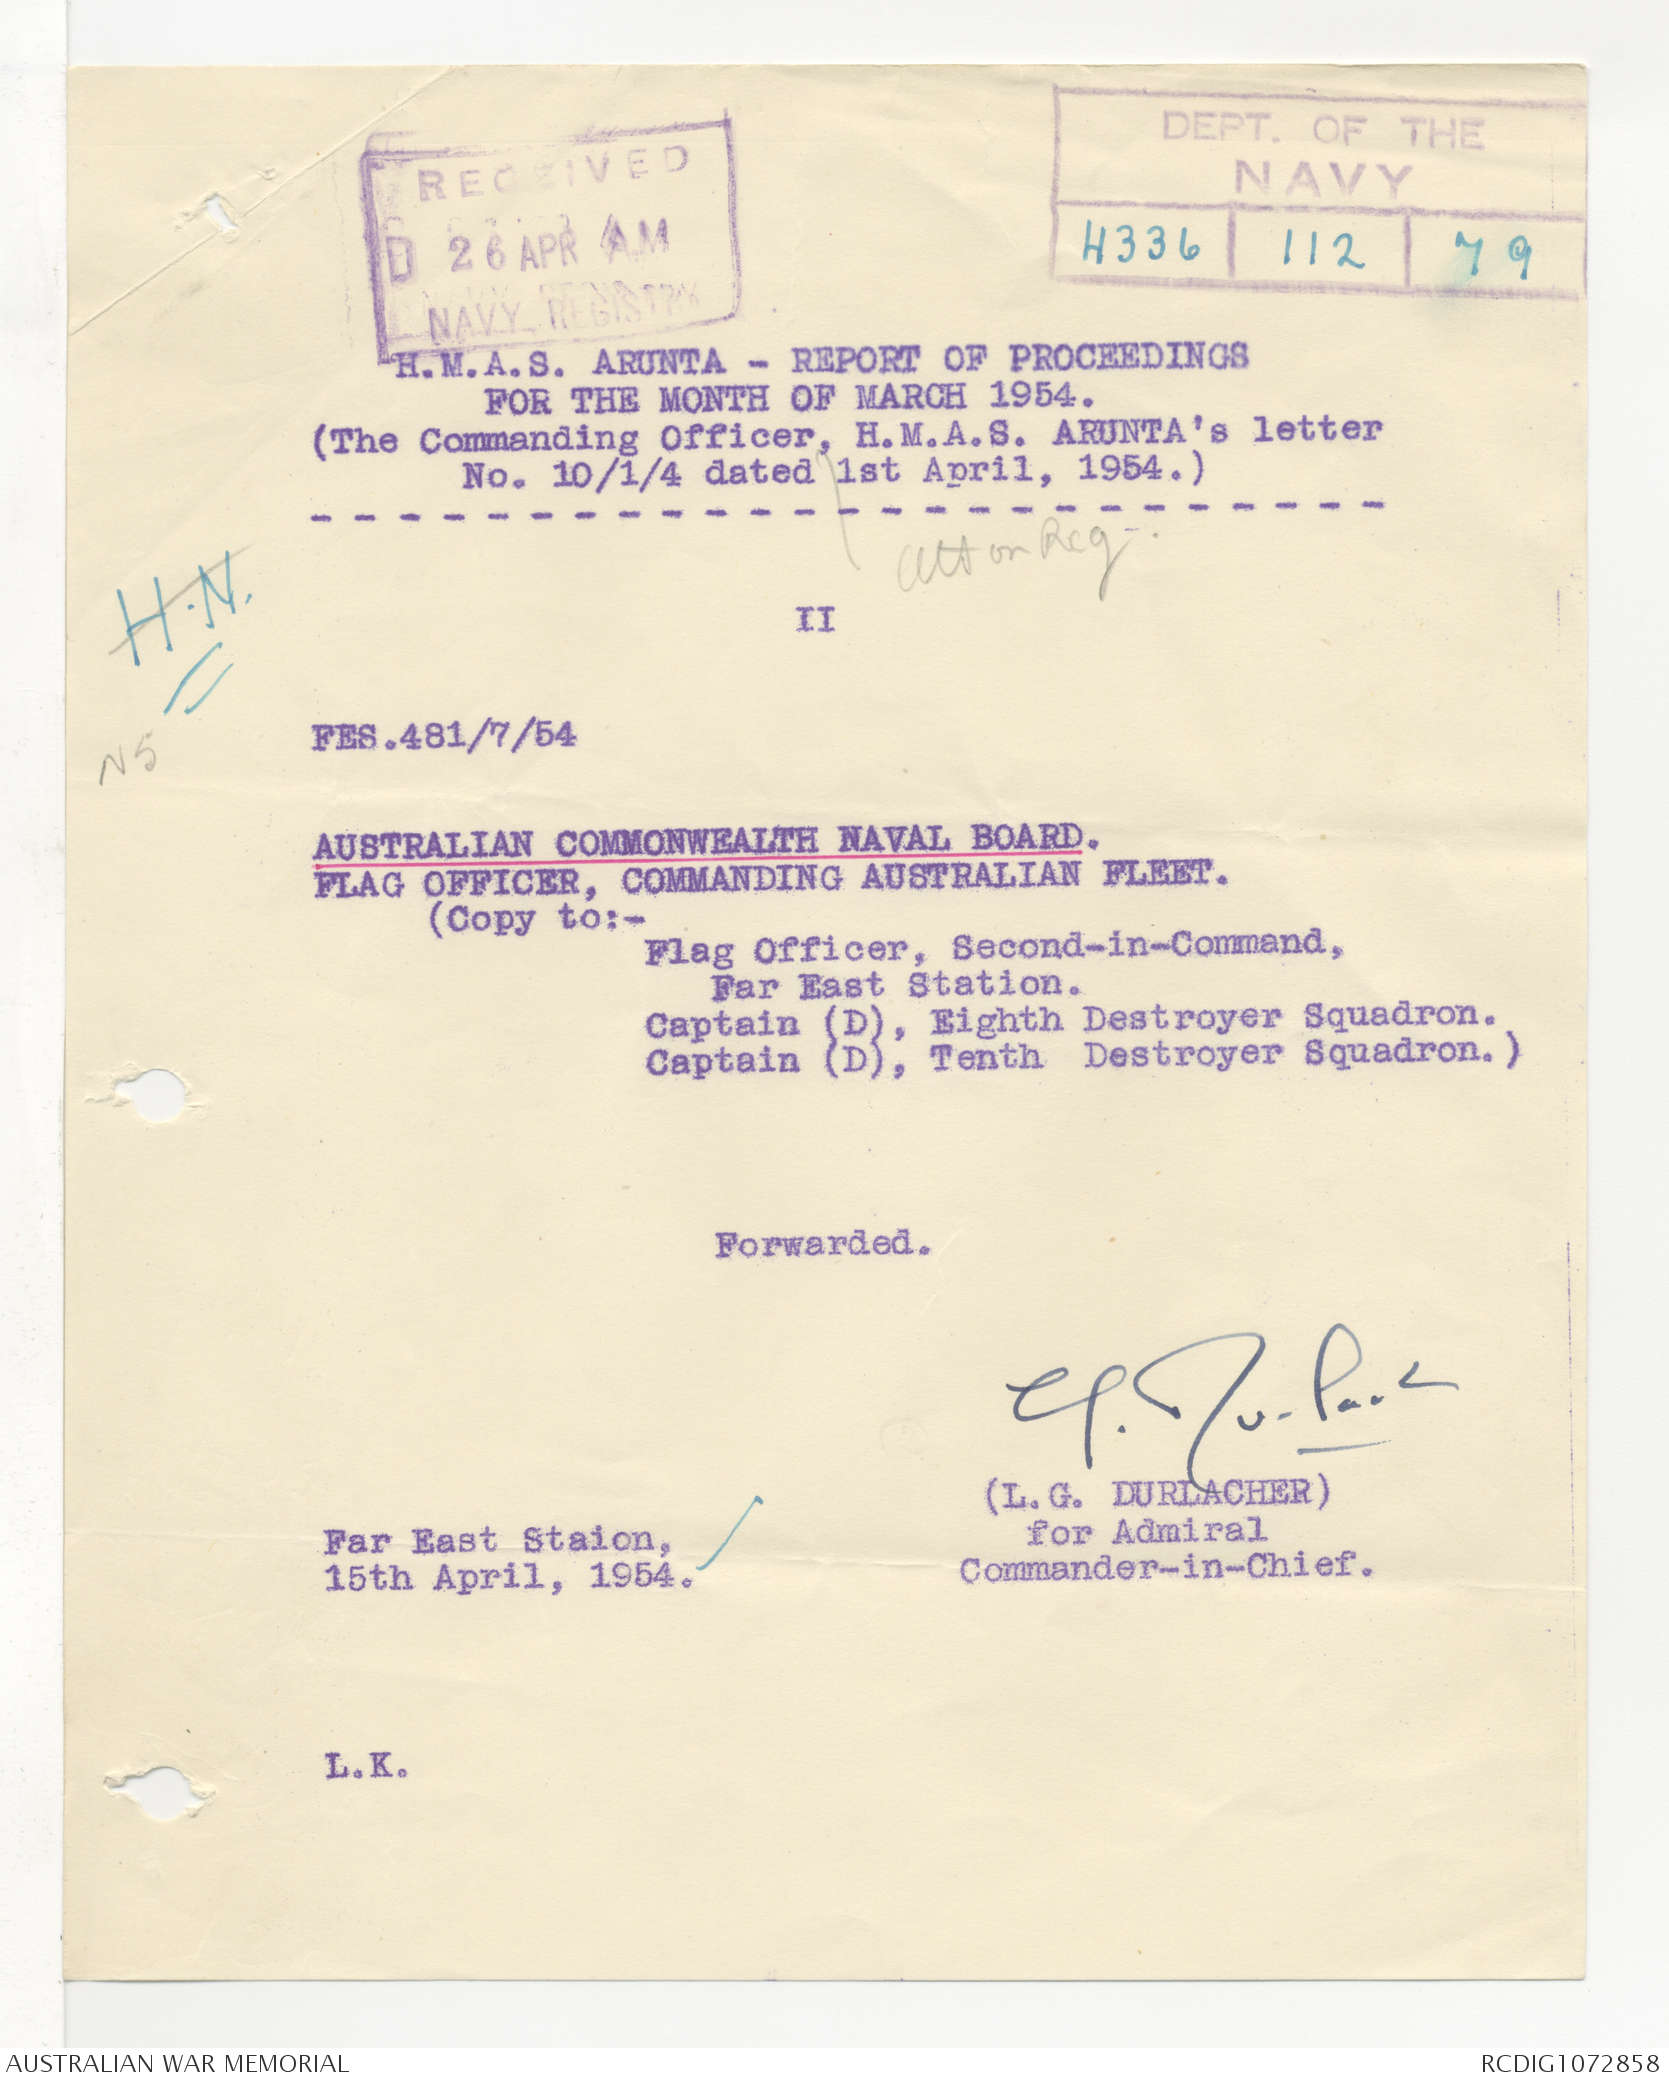 RECEIVED
D 26 APR AM
NAVY REGISTRY
DEPT. OF THE
NAVY
4336 112 79
H.M.A.S. ARUNTA - REPORT OF PROCEEDINGS
FOR THE MONTH OF MARCH 1954.
(The Commanding Officer, H.M.A.S. ARUNTA's letter
No. 10/1/4 dated 1st April, 1954.)
- - - - - - - - - - - - - - - - - - - - - - - - -
Att on Reg.
H.N.
II
N5
FES.481/7/54
AUSTRALIAN COMMONWEALTH NAVAL BOARD.
FLAG OFFICER, COMMANDING AUSTRALIAN FLEET.
(Copy to:-
Flag Officer, Second-in-Command,
Far East Station.
Captain (D), Eighth Destroyer Squadron.
Captain (D), Tenth Destroyer Squadron.)
Forwarded.
(L.G. DURLACHER)
for Admiral
Commander-in-Chief.
Far East Staion,
15th April, 1954.
L.K.
AUSTRALIAN WAR MEMORIAL
RCDIG1072858